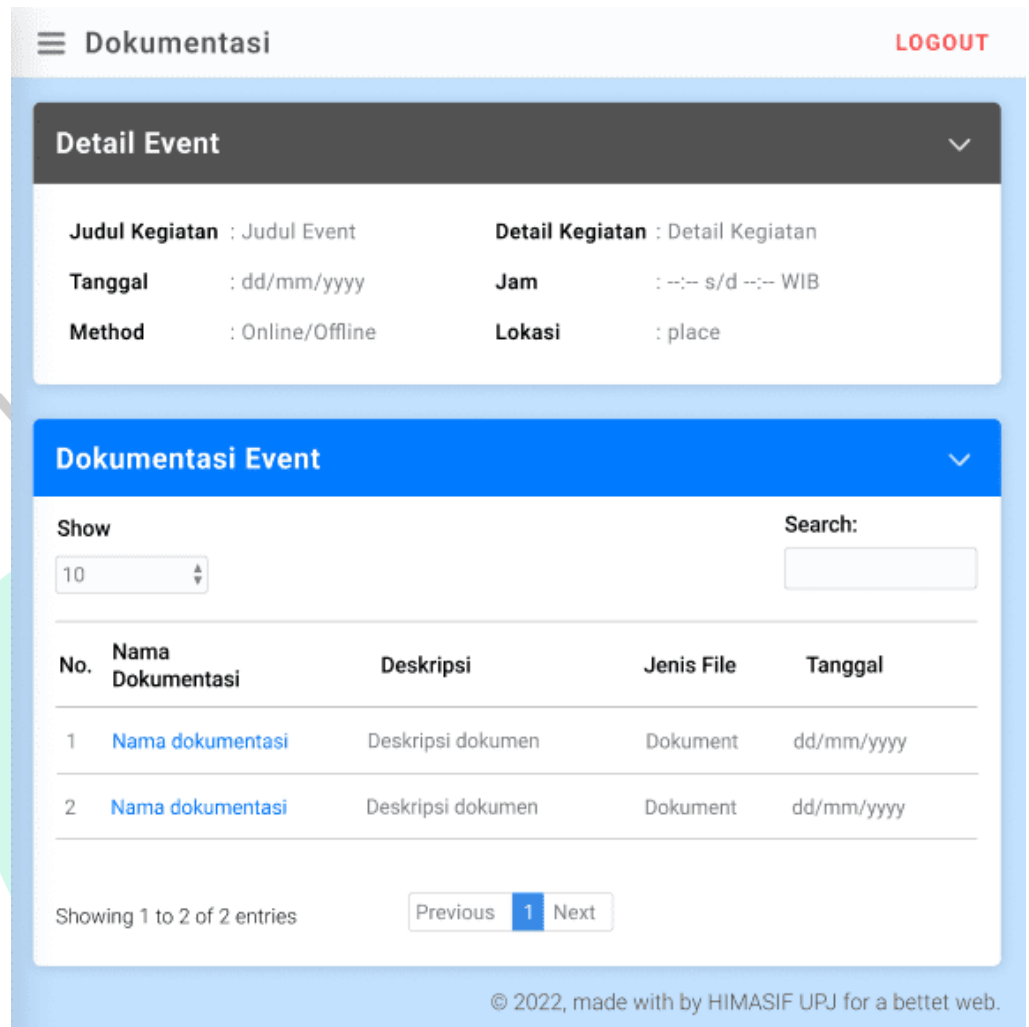 Dokumentasi LOGOUT
Detail Event
Judul Kegiatan : Judul Event Detail Kegiatan : Detail Kegiatan
Tanggal : dd/mm/yyyy Jam : --:-- s/d --:-- WIB
Method : Online/Offline Lokasi : place
Dokumentasi Event
Show Search:
10
No. Nama Dokumentasi Deskripsi Jenis File Tanggal
1 Nama dokumentasi Deskripsi dokumen Dokument dd/mm/yyyy
2 Nama dokumentasi Deskripsi dokumen Dokument dd/mm/yyyy
Showing 1 to 2 of 2 entries Previous 1 Next
© 2022, made with by HIMASIF UPJ for a bettet web.